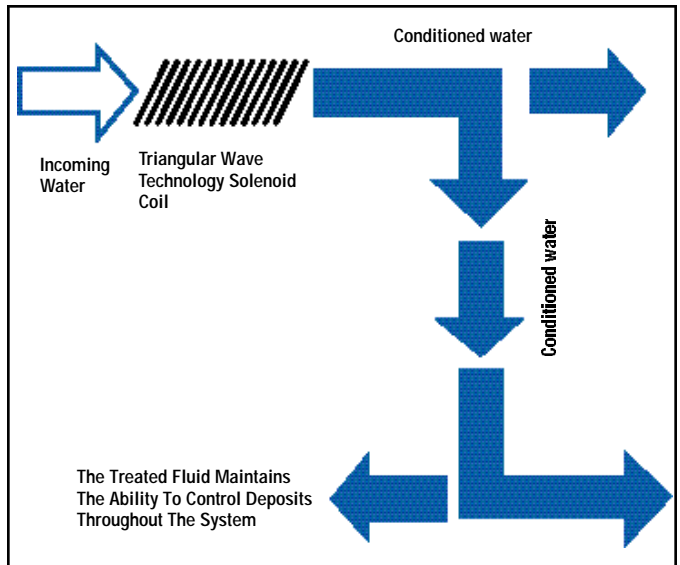 Conditioned water
Incoming
Water
Triangular Wave
Technology Solenoid
Coil
Conditioned water
The Treated Fluid Maintains
The Ability To Control Deposits
Throughout The System